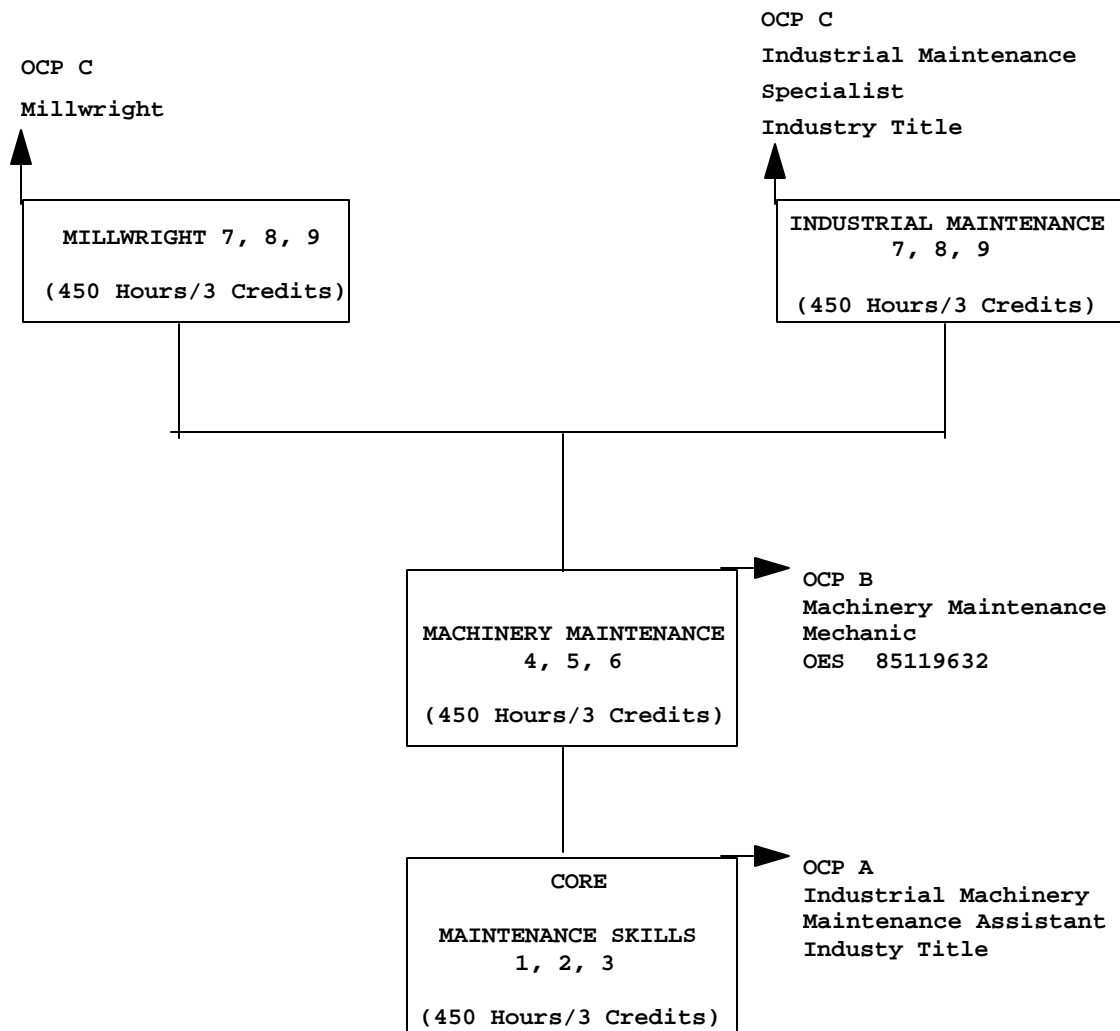 OCP C
Millwright
OCP C
Industrial Maintenance
Specialist
Industry Title
MILLWRIGHT 7, 8, 9
(450 Hours/3 Credits)
INDUSTRIAL MAINTENANCE
7, 8, 9
(450 Hours/3 Credits)
MACHINERY MAINTENANCE
4, 5, 6
(450 Hours/3 Credits)
OCP B
Machinery Maintenance
Mechanic
OES 85119632
CORE
MAINTENANCE SKILLS
1, 2, 3
(450 Hours/3 Credits)
OCP A
Industrial Machinery
Maintenance Assistant
Industy Title